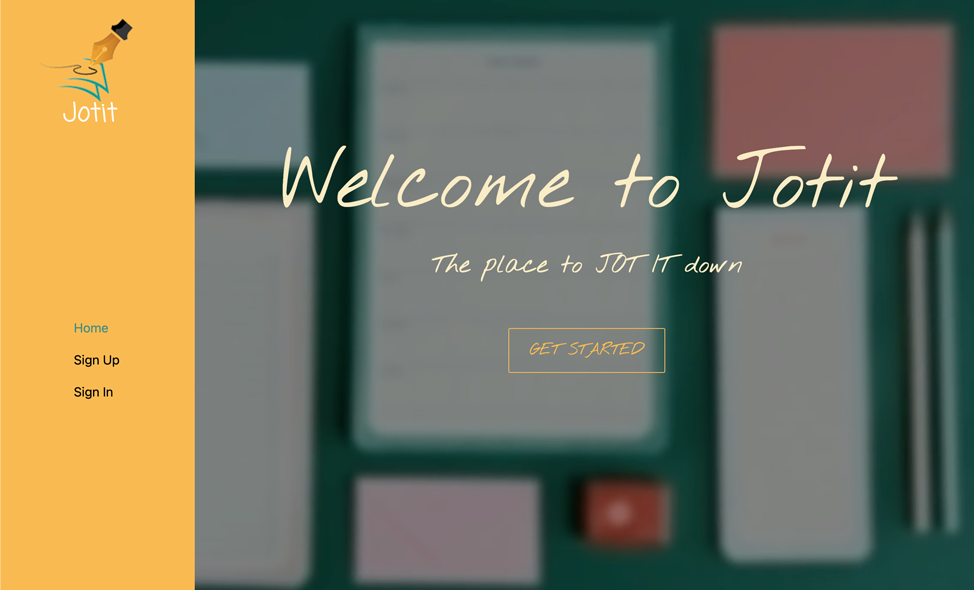 Jotit
Home
Sign Up
Sign In
Welcome to Jotit
The place to JOT IT down
GET STARTED